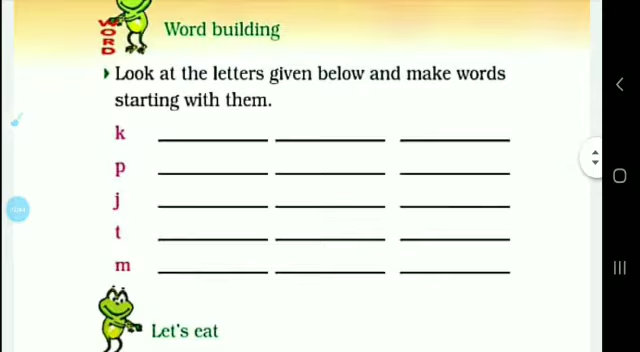 WORD
Word building
Look at the letters given below and make words
starting with them.
k
p
j
t
m
Let's eat